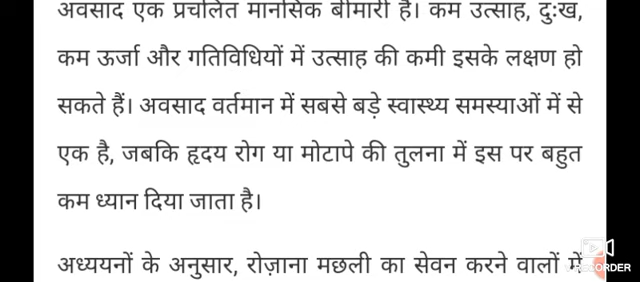 अवसाद एक प्रचलित मानसिक बीमारी है। कम उत्साह, दुःख,
कम ऊर्जा और गतिविधियों में उत्साह की कमी इसके लक्षण हो
सकते हैं। अवसाद वर्तमान में सबसे बड़े स्वास्थ्य समस्याओं में से
एक है, जबकि हृदय रोग या मोटापे की तुलना में इस पर बहुत
कम ध्यान दिया जाता है।
अध्ययनों के अनुसार, रोज़ाना मछली का सेवन करने वालों में
RECORDER